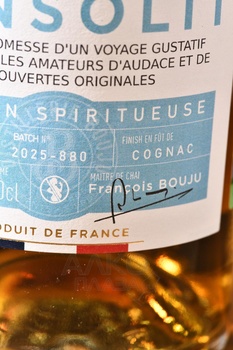 NSOLIT
OMESSE D'UN VOYAGE GUSTATIF
LES AMATEURS D'AUDACE ET DE
OUVERTES ORIGINALES
N SPIRITUEUSE
BATCH N°
2025-880
FINISH EN FÛT DE
COGNAC
0cl
MAÎTRE DE CHAI
François BOUJU
DUIT DE FRANCE